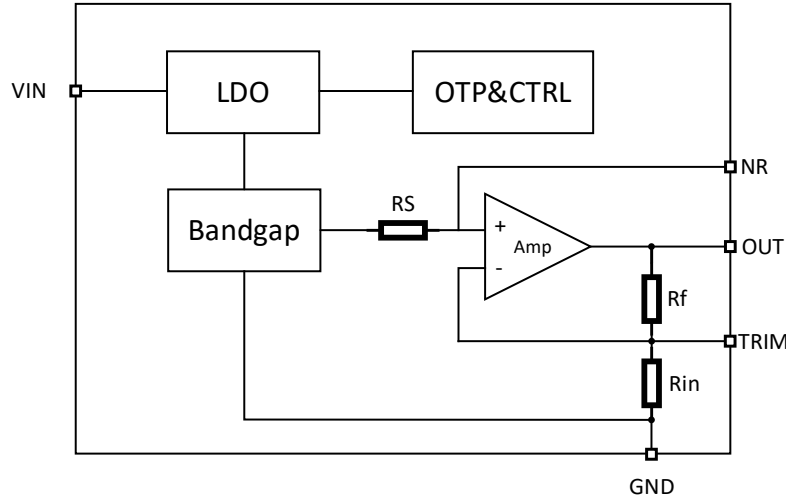 VIN
LDO
OTP&CTRL
NR
Bandgap
RS
+
Amp
-
OUT
Rf
TRIM
Rin
GND